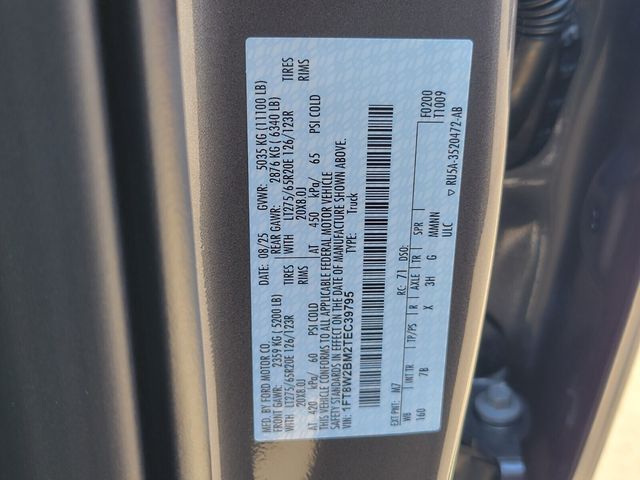 MFD. BY FORD MOTOR CO.
DATE: 08/25 GVWR: 5035 KG (11100 LB)
FRONT GAWR: 2359 KG (5200 LB) REAR GAWR: 2876 KG (6340 LB)
LT275/65R20E 126/123R TIRES WITH LT275/65R20E 126/123R TIRES
20X8.0J RIMS 20X8.0J RIMS
AT 420 kPa/ 60 PSI COLD AT 450 kPa/ 65 PSI COLD
THIS VEHICLE CONFORMS TO ALL APPLICABLE FEDERAL MOTOR VEHICLE
SAFETY STANDARDS IN EFFECT ON THE DATE OF MANUFACTURE SHOWN ABOVE.
VIN: 1FT8W2BM2TEC39795 TYPE: Truck
F0200
T1009
EXT PNT: M7 RC: 71 DSO:
WB INT TR TP/PS R AXLE TR SPR
160 7B X 3H G MMMNN
ULC
RU5A-3520472-AB